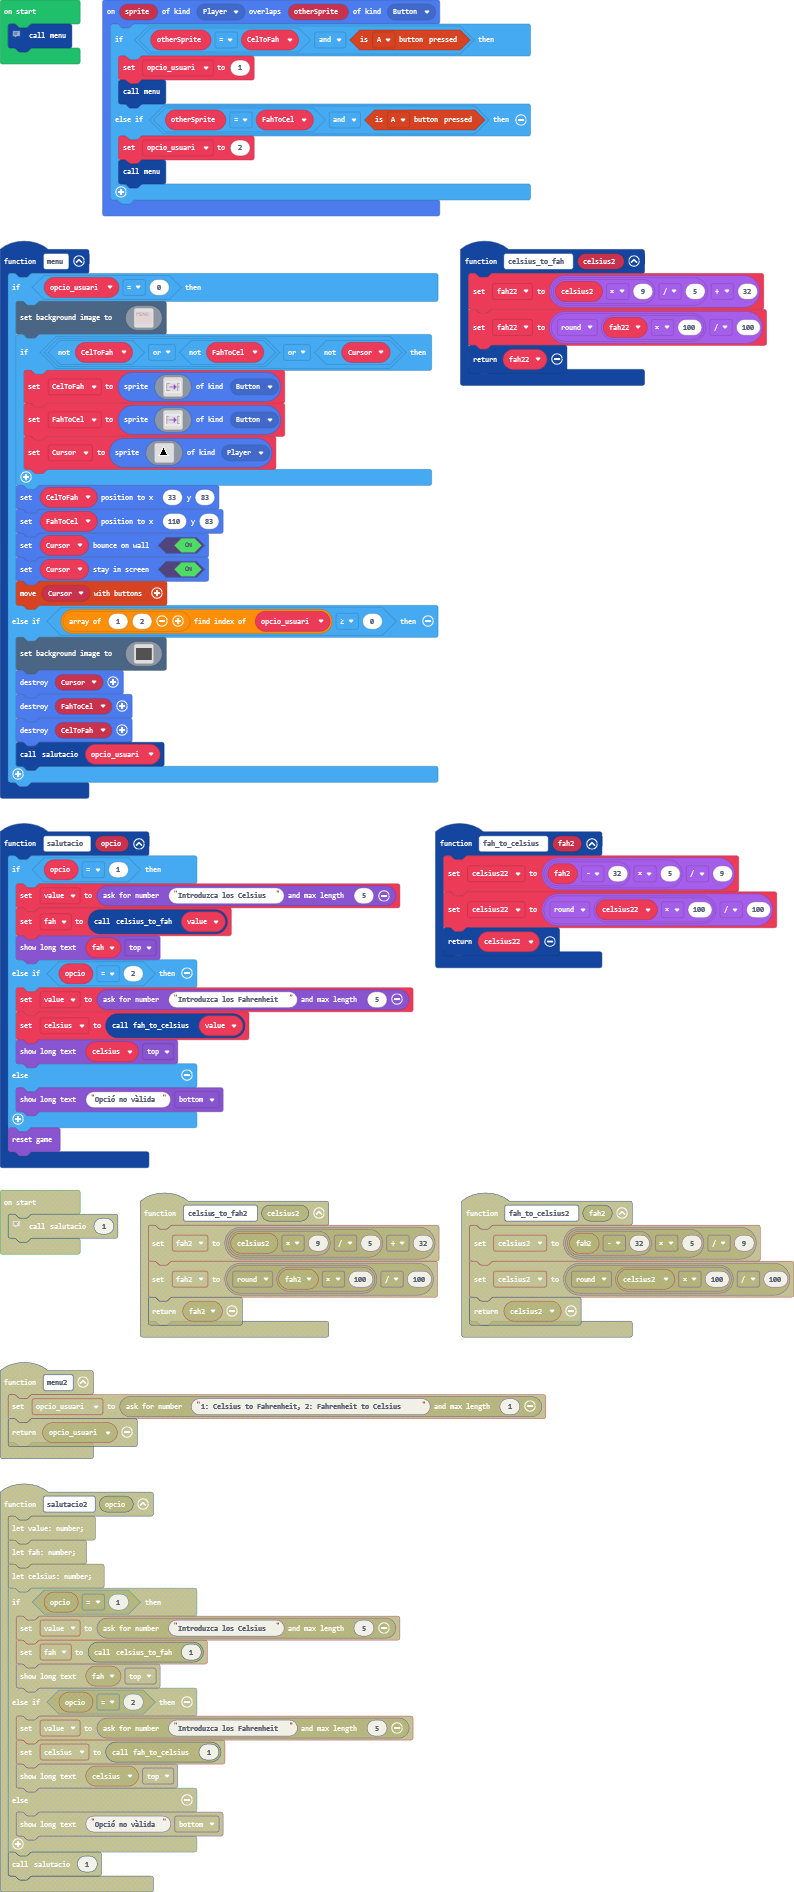 on start
call menu
on sprite of kind Player overlaps otherSprite of kind Button
if otherSprite = CelToFah and is A button pressed then
set opcio_usuari to 1
call menu
else if otherSprite = FahToCel and is A button pressed then
set opcio_usuari to 2
call menu
function menu
if opcio_usuari = 0 then
set background image to
if not CelToFah or not FahToCel or not Cursor then
set CelToFah to sprite of kind Button
set FahToCel to sprite of kind Button
set Cursor to sprite of kind Player
set CelToFah position to x 33 y 83
set FahToCel position to x 110 y 83
set Cursor bounce on wall ON
set Cursor stay in screen ON
move Cursor with buttons
else if array of 1 2 find index of opcio_usuari ≥ 0 then
set background image to
destroy Cursor
destroy FahToCel
destroy CelToFah
call salutacio opcio_usuari
function celsius_to_fah celsius2
set fah22 to celsius2 × 9 / 5 + 32
set fah22 to round fah22 × 100 / 100
return fah22
function salutacio opcio
if opcio = 1 then
set value to ask for number "Introduzca los Celsius " and max length 5
set fah to call celsius_to_fah value
show long text fah top
else if opcio = 2 then
set value to ask for number "Introduzca los Fahrenheit " and max length 5
set celsius to call fah_to_celsius value
show long text celsius top
else
show long text "Opció no vàlida " bottom
reset game
function fah_to_celsius fah2
set celsius22 to fah2 - 32 × 5 / 9
set celsius22 to round celsius22 × 100 / 100
return celsius22
on start
call salutacio 1
function celsius_to_fah2 celsius2
set fah2 to celsius2 × 9 / 5 + 32
set fah2 to round fah2 × 100 / 100
return fah2
function fah_to_celsius2 fah2
set celsius2 to fah2 - 32 × 5 / 9
set celsius2 to round celsius2 × 100 / 100
return celsius2
function menu2
set opcio_usuari to ask for number "1: Celsius to Fahrenheit, 2: Fahrenheit to Celsius " and max length 1
return opcio_usuari
function salutacio2 opcio
let value: number;
let fah: number;
let celsius: number;
if opcio = 1 then
set value to ask for number "Introduzca los Celsius " and max length 5
set fah to call celsius_to_fah 1
show long text fah top
else if opcio = 2 then
set value to ask for number "Introduzca los Fahrenheit " and max length 5
set celsius to call fah_to_celsius 1
show long text celsius top
else
show long text "Opció no vàlida " bottom
call salutacio 1